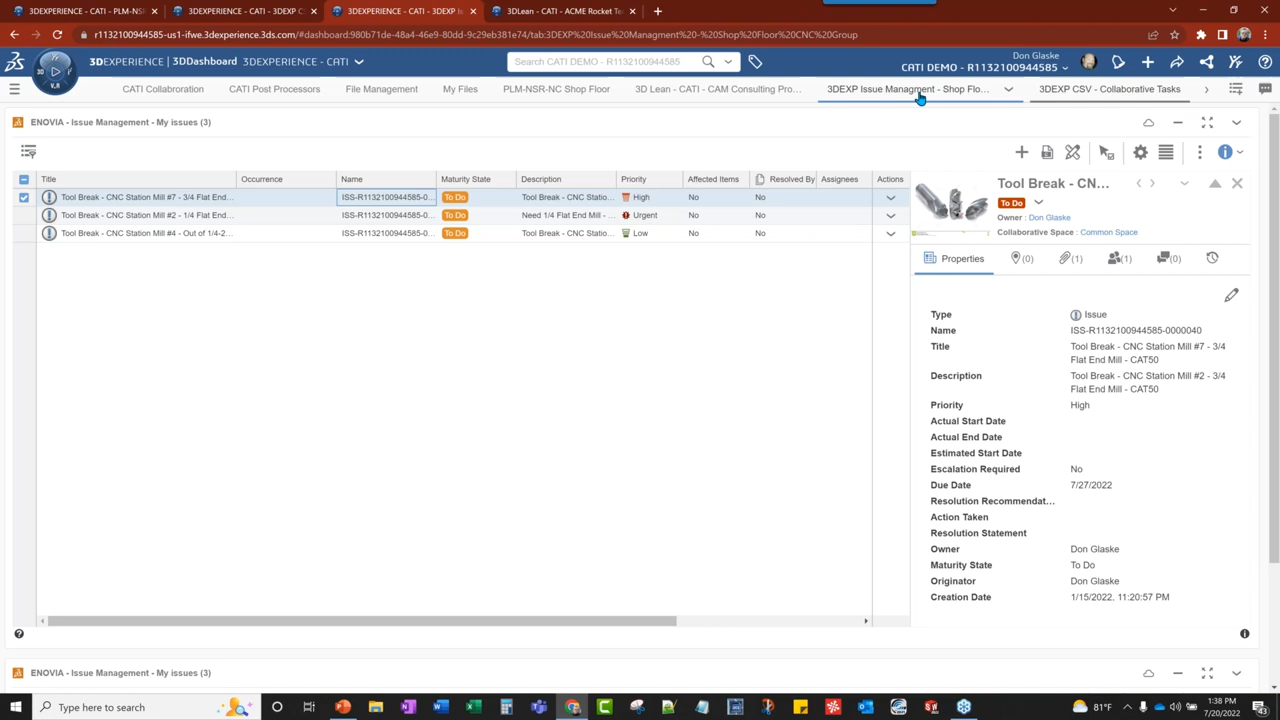 3DEXPERIENCE - CATI - PLM-NSR-N
3DEXPERIENCE - CATI - 3DEXP C
3DEXPERIENCE - CATI - 3DEXP Is
3DLean - CATI - ACME Rocket Te
r1132100944585-us1-ifwe.3dexperience.3ds.com/#dashboard:980b71de-48a4-46e9-80dd-9c29eb381e74/tab:3DEXP%20Issue%20Managment%20-%20Shop%20Floor%20CNC%20Group
3DEXPERIENCE | 3DDashboard 3DEXPERIENCE - CATI
Search CATI DEMO - R1132100944585
Don Glaske
CATI DEMO - R1132100944585
3D
V.R
CATI Collaboration CATI Post Processors File Management My Files PLM-NSR-NC Shop Floor 3D Lean - CATI - CAM Consulting Pro... 3DEXP Issue Managment - Shop Flo... 3DEXP CSV - Collaborative Tasks
ENOVIA - Issue Management - My issues (3)
Title Occurrence Name Maturity State Description Priority Affected Items Resolved By Assignees Actions
Tool Break - CNC Station Mill #7 - 3/4 Flat End... ISS-R1132100944585-0... To Do Tool Break - CNC Statio... High No No
Tool Break - CNC Station Mill #2 - 1/4 Flat End... ISS-R1132100944585-0... To Do Need 1/4 Flat End Mill - ... Urgent No No
Tool Break - CNC Station Mill #4 - Out of 1/4-2... ISS-R1132100944585-0... To Do Tool Break - CNC Statio... Low No No
Tool Break - CN...
To Do
Owner : Don Glaske
Collaborative Space : Common Space
Properties (0) (1) (1) (0)
Type Issue
Name ISS-R1132100944585-0000040
Title Tool Break - CNC Station Mill #7 - 3/4
Flat End Mill - CAT50
Description Tool Break - CNC Station Mill #2 - 3/4
Flat End Mill - CAT50
Priority High
Actual Start Date
Actual End Date
Estimated Start Date
Escalation Required No
Due Date 7/27/2022
Resolution Recommendat...
Action Taken
Resolution Statement
Owner Don Glaske
Maturity State To Do
Originator Don Glaske
Creation Date 1/15/2022. 11:20:57 PM
ENOVIA - Issue Management - My issues (3)
Type here to search
81°F
1:38 PM
7/20/2022